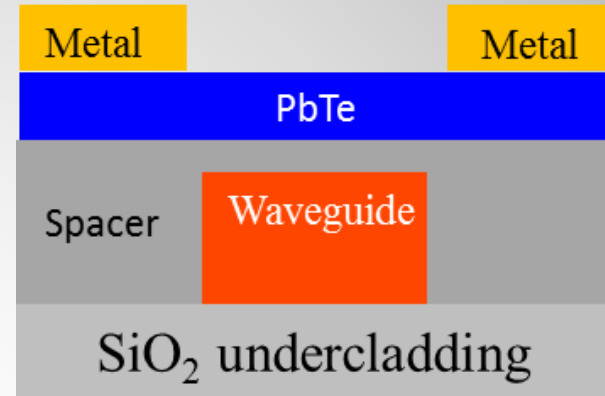 Metal
Metal
PbTe
Spacer
Waveguide
SiO₂ undercladding